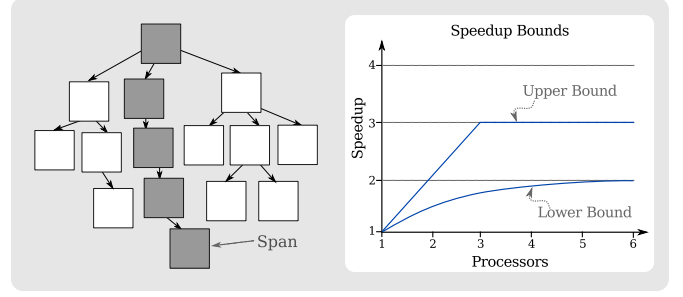 Span
Speedup Bounds
Speedup
4
3
2
1
Upper Bound
Lower Bound
1 2 3 4 5 6
Processors